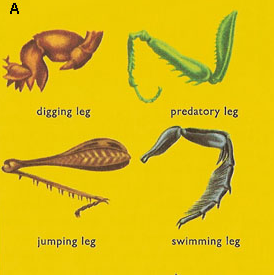 A
digging leg
predatory leg
jumping leg
swimming leg